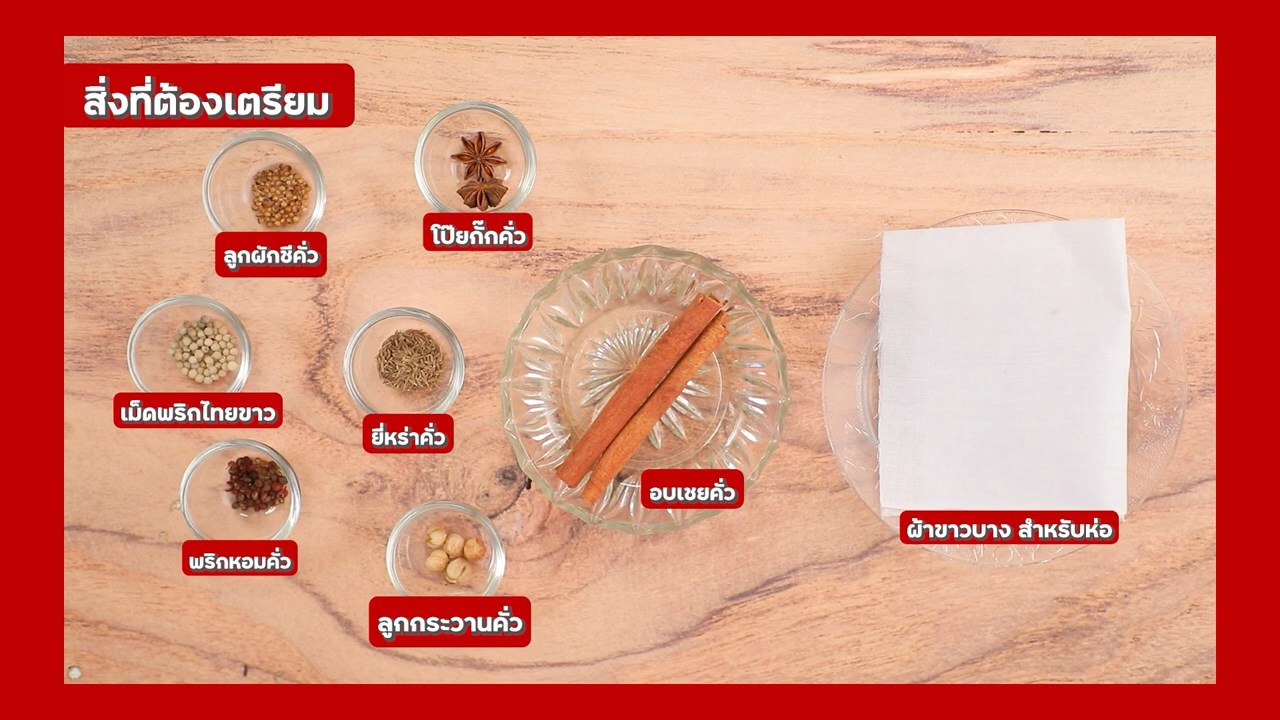 สิ่งที่ต้องเตรียม
โป๊ยกั๊กคั่ว
ลูกผักชีคั่ว
เม็ดพริกไทยขาว
ยี่หร่าคั่ว
อบเชยคั่ว
ผ้าขาวบาง สำหรับห่อ
พริกหอมคั่ว
ลูกกระวานคั่ว